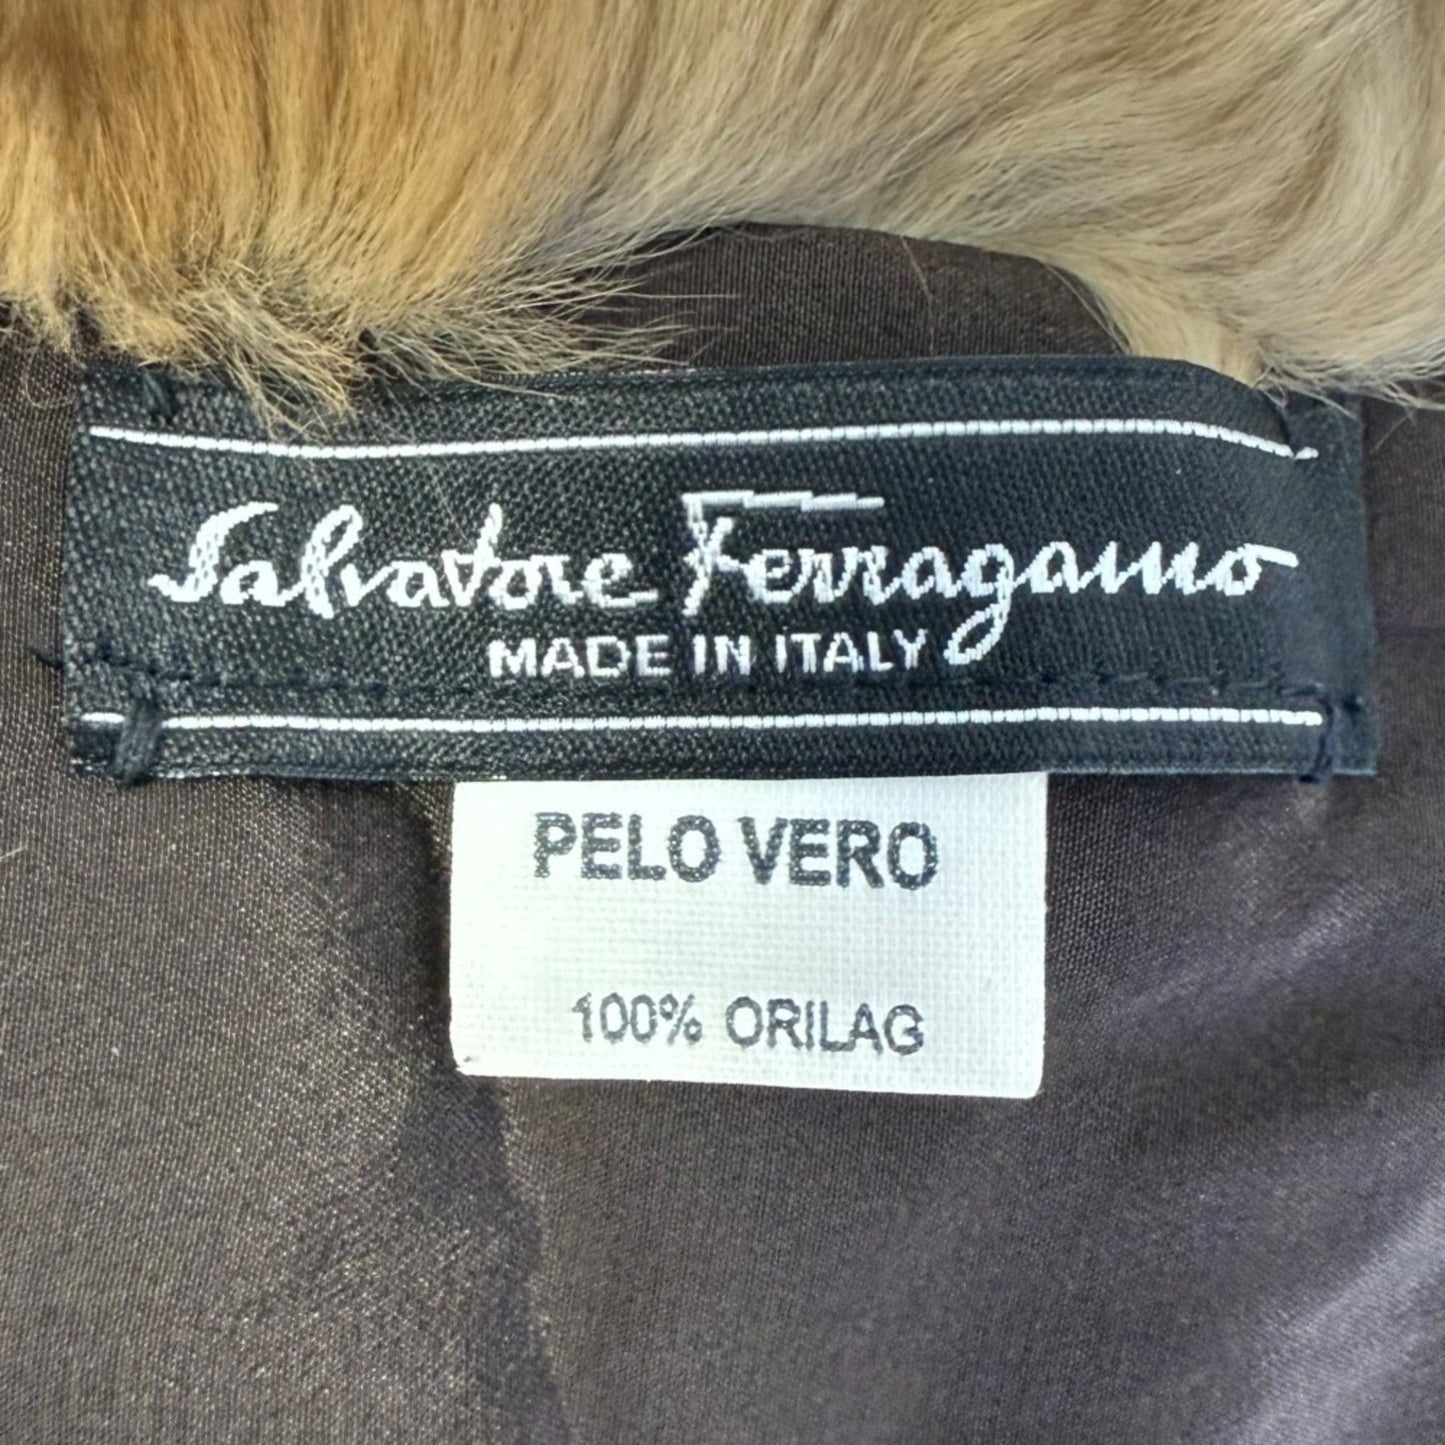 Salvatore Ferragamo
MADE IN ITALY
PELO VERO
100% ORILAG